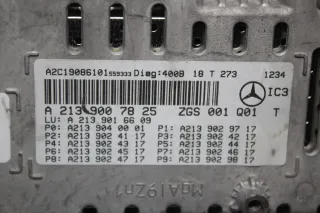 A2C19086101 Diag:400B 18 T 273 1234
IC3
A 213 900 78 25 ZGS 001 Q01 T
LU: A 213 901 66 09
P0: A213 904 00 01 P1: A213 902 97 17
P2: A213 902 41 17 P3: A213 902 42 17
P4: A213 902 43 17 P5: A213 902 44 17
P6: A213 902 45 17 P7: A213 902 46 17
P8: A213 902 47 17 P9: A213 902 98 17